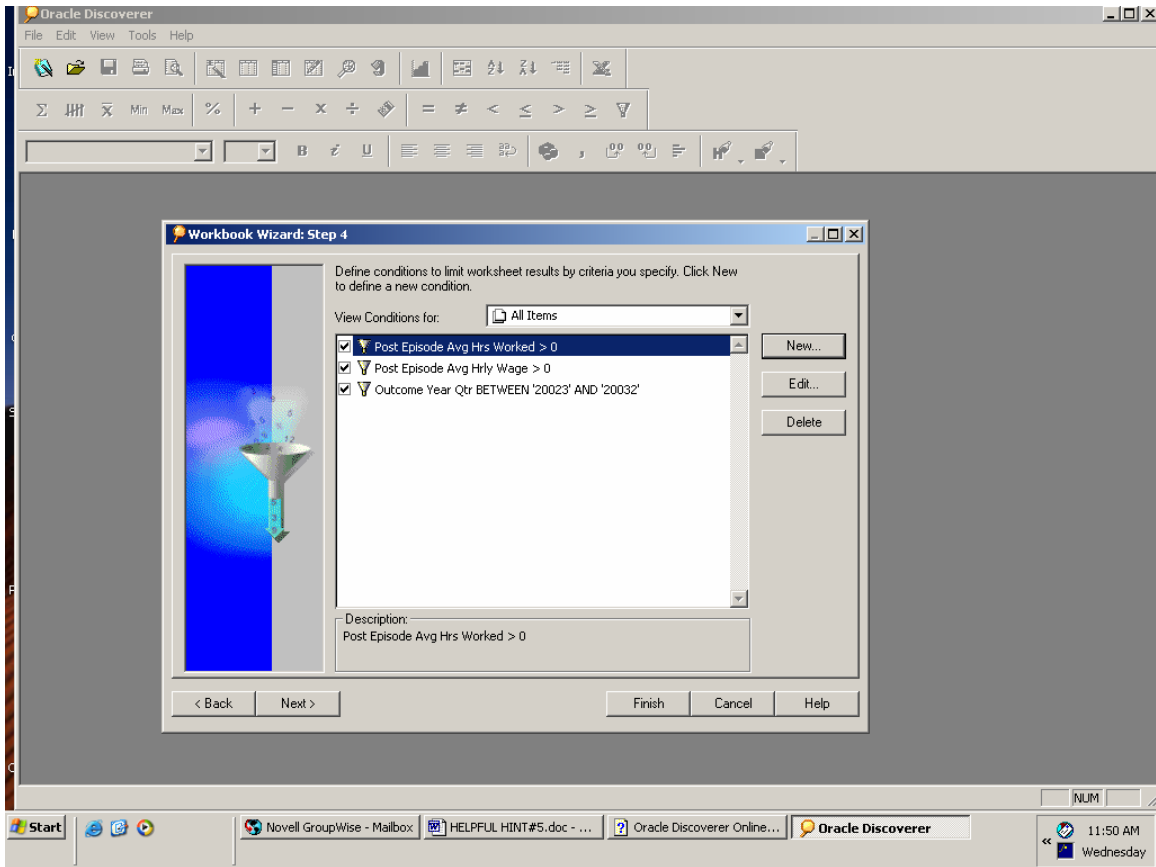 Oracle Discoverer
File Edit View Tools Help
Σ X Min Max % + − × ÷ = ≠ < ≤ > ≥
B i U
Workbook Wizard: Step 4
Define conditions to limit worksheet results by criteria you specify. Click New
to define a new condition.
View Conditions for: All Items
Post Episode Avg Hrs Worked > 0
Post Episode Avg Hrly Wage > 0
Outcome Year Qtr BETWEEN '20023' AND '20032'
New...
Edit...
Delete
Description:
Post Episode Avg Hrs Worked > 0
< Back Next > Finish Cancel Help
NUM
Start Novell GroupWise - Mailbox HELPFUL HINT#5.doc - ... Oracle Discoverer Online... Oracle Discoverer « 11:50 AM
Wednesday